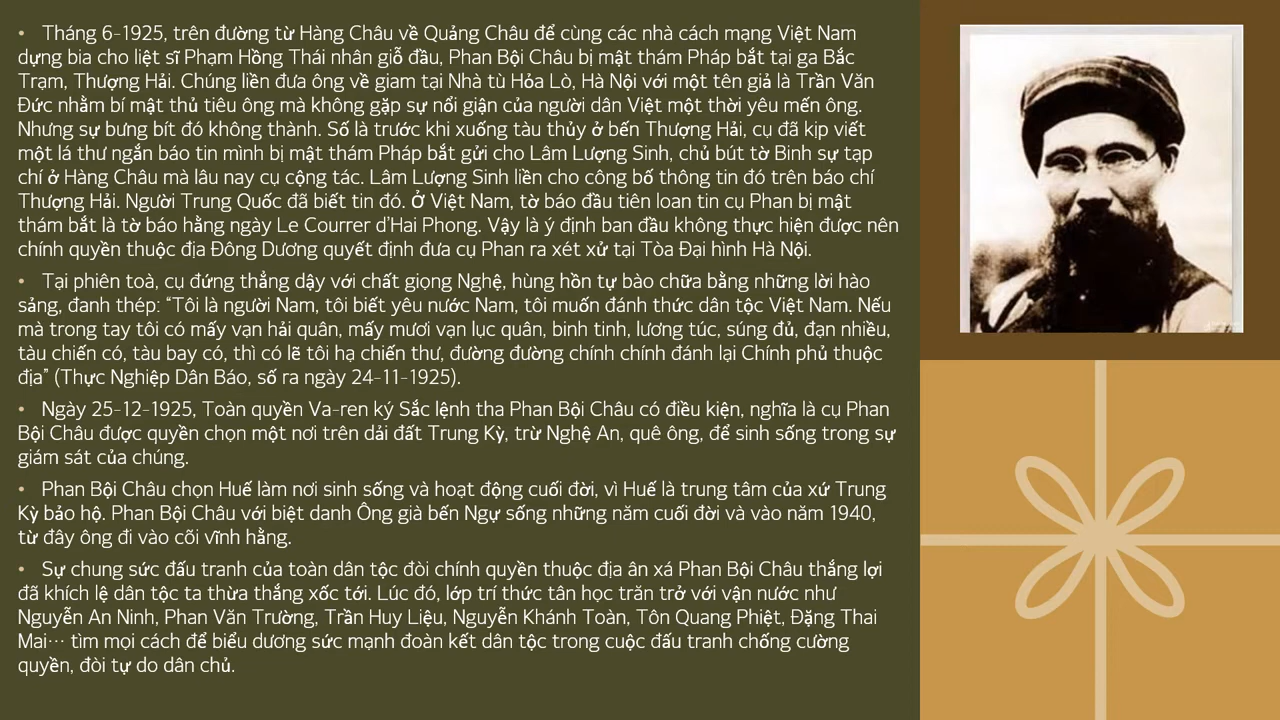 • Tháng 6-1925, trên đường từ Hàng Châu về Quảng Châu để cùng các nhà cách mạng Việt Nam
dựng bia cho liệt sĩ Phạm Hồng Thái nhân giỗ đầu, Phan Bội Châu bị mật thám Pháp bắt tại ga Bắc
Trạm, Thượng Hải. Chúng liền đưa ông về giam tại Nhà tù Hỏa Lò, Hà Nội với một tên giả là Trần Văn
Đức nhằm bí mật thủ tiêu ông mà không gặp sự nổi giận của người dân Việt một thời yêu mến ông.
Nhưng sự bưng bít đó không thành. Số là trước khi xuống tàu thủy ở bến Thượng Hải, cụ đã kịp viết
một lá thư ngắn báo tin mình bị mật thám Pháp bắt gửi cho Lâm Lượng Sinh, chủ bút tờ Binh sự tạp
chí ở Hàng Châu mà lâu nay cụ cộng tác. Lâm Lượng Sinh liền cho công bố thông tin đó trên báo chí
Thượng Hải. Người Trung Quốc đã biết tin đó. Ở Việt Nam, tờ báo đầu tiên loan tin cụ Phan bị mật
thám bắt là tờ báo hằng ngày Le Courrer d’Hai Phong. Vậy là ý định ban đầu không thực hiện được nên
chính quyền thuộc địa Đông Dương quyết định đưa cụ Phan ra xét xử tại Tòa Đại hình Hà Nội.
• Tại phiên toà, cụ đứng thẳng dậy với chất giọng Nghệ, hùng hồn tự bào chữa bằng những lời hào
sảng, đanh thép: “Tôi là người Nam, tôi biết yêu nước Nam, tôi muốn đánh thức dân tộc Việt Nam. Nếu
mà trong tay tôi có mấy vạn hải quân, mấy mươi vạn lục quân, binh tinh, lương túc, súng đủ, đạn nhiều,
tàu chiến có, tàu bay có, thì có lẽ tôi hạ chiến thư, đường đường chính chính đánh lại Chính phủ thuộc
địa” (Thực Nghiệp Dân Báo, số ra ngày 24-11-1925).
• Ngày 25-12-1925, Toàn quyền Va-ren ký Sắc lệnh tha Phan Bội Châu có điều kiện, nghĩa là cụ Phan
Bội Châu được quyền chọn một nơi trên dải đất Trung Kỳ, trừ Nghệ An, quê ông, để sinh sống trong sự
giám sát của chúng.
• Phan Bội Châu chọn Huế làm nơi sinh sống và hoạt động cuối đời, vì Huế là trung tâm của xứ Trung
Kỳ bảo hộ. Phan Bội Châu với biệt danh Ông già bến Ngự sống những năm cuối đời và vào năm 1940,
từ đây ông đi vào cõi vĩnh hằng.
• Sự chung sức đấu tranh của toàn dân tộc đòi chính quyền thuộc địa ân xá Phan Bội Châu thắng lợi
đã khích lệ dân tộc ta thừa thắng xốc tới. Lúc đó, lớp trí thức tân học trăn trở với vận nước như
Nguyễn An Ninh, Phan Văn Trường, Trần Huy Liệu, Nguyễn Khánh Toàn, Tôn Quang Phiệt, Đặng Thai
Mai… tìm mọi cách để biểu dương sức mạnh đoàn kết dân tộc trong cuộc đấu tranh chống cường
quyền, đòi tự do dân chủ.